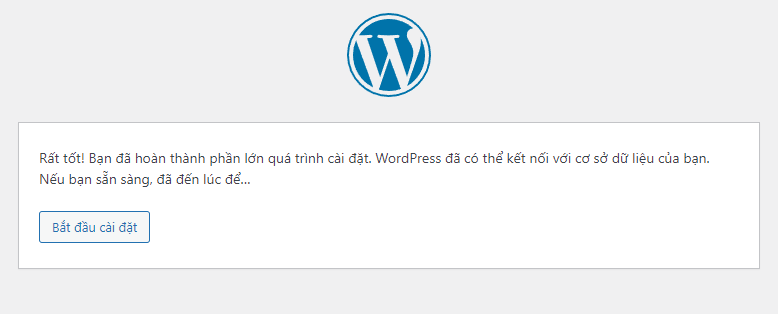 Rất tốt! Bạn đã hoàn thành phần lớn quá trình cài đặt. WordPress đã có thể kết nối với cơ sở dữ liệu của bạn.
Nếu bạn sẵn sàng, đã đến lúc để...
Bắt đầu cài đặt